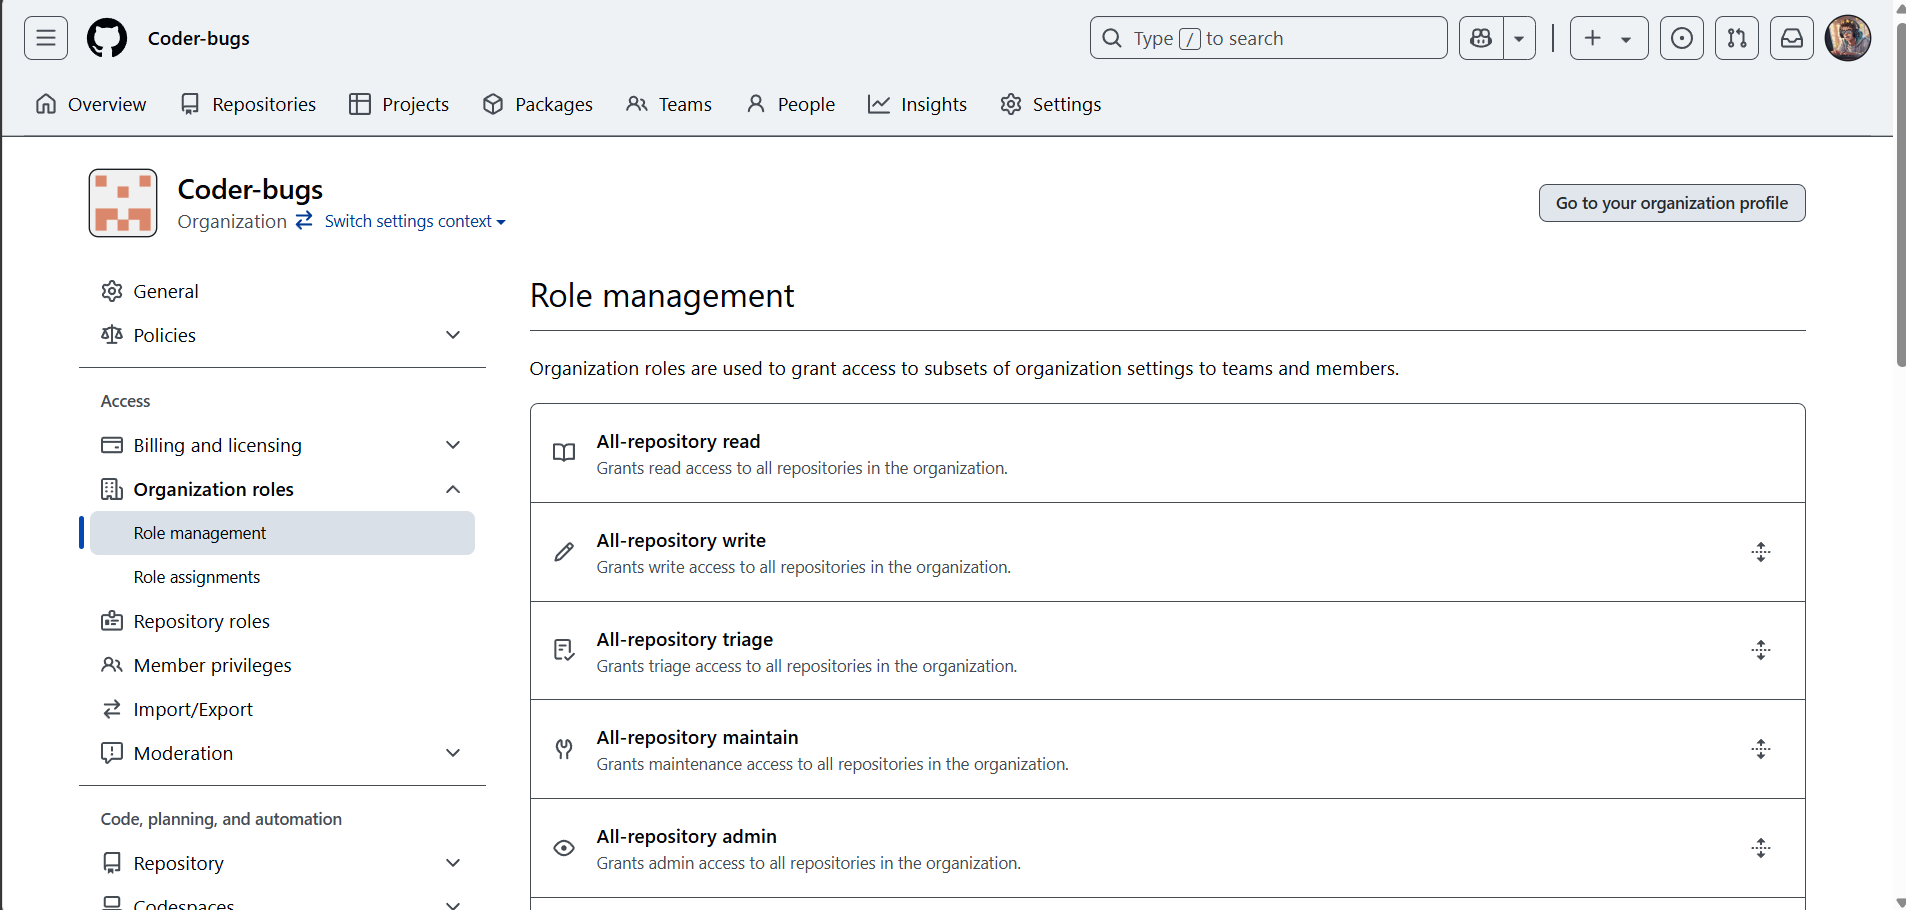 Coder-bugs
Type / to search
Overview
Repositories
Projects
Packages
Teams
People
Insights
Settings
Coder-bugs
Organization
Switch settings context
Go to your organization profile
General
Policies
Access
Billing and licensing
Organization roles
Role management
Role assignments
Repository roles
Member privileges
Import/Export
Moderation
Code, planning, and automation
Repository
Codespaces
Role management
Organization roles are used to grant access to subsets of organization settings to teams and members.
All-repository read
Grants read access to all repositories in the organization.
All-repository write
Grants write access to all repositories in the organization.
All-repository triage
Grants triage access to all repositories in the organization.
All-repository maintain
Grants maintenance access to all repositories in the organization.
All-repository admin
Grants admin access to all repositories in the organization.